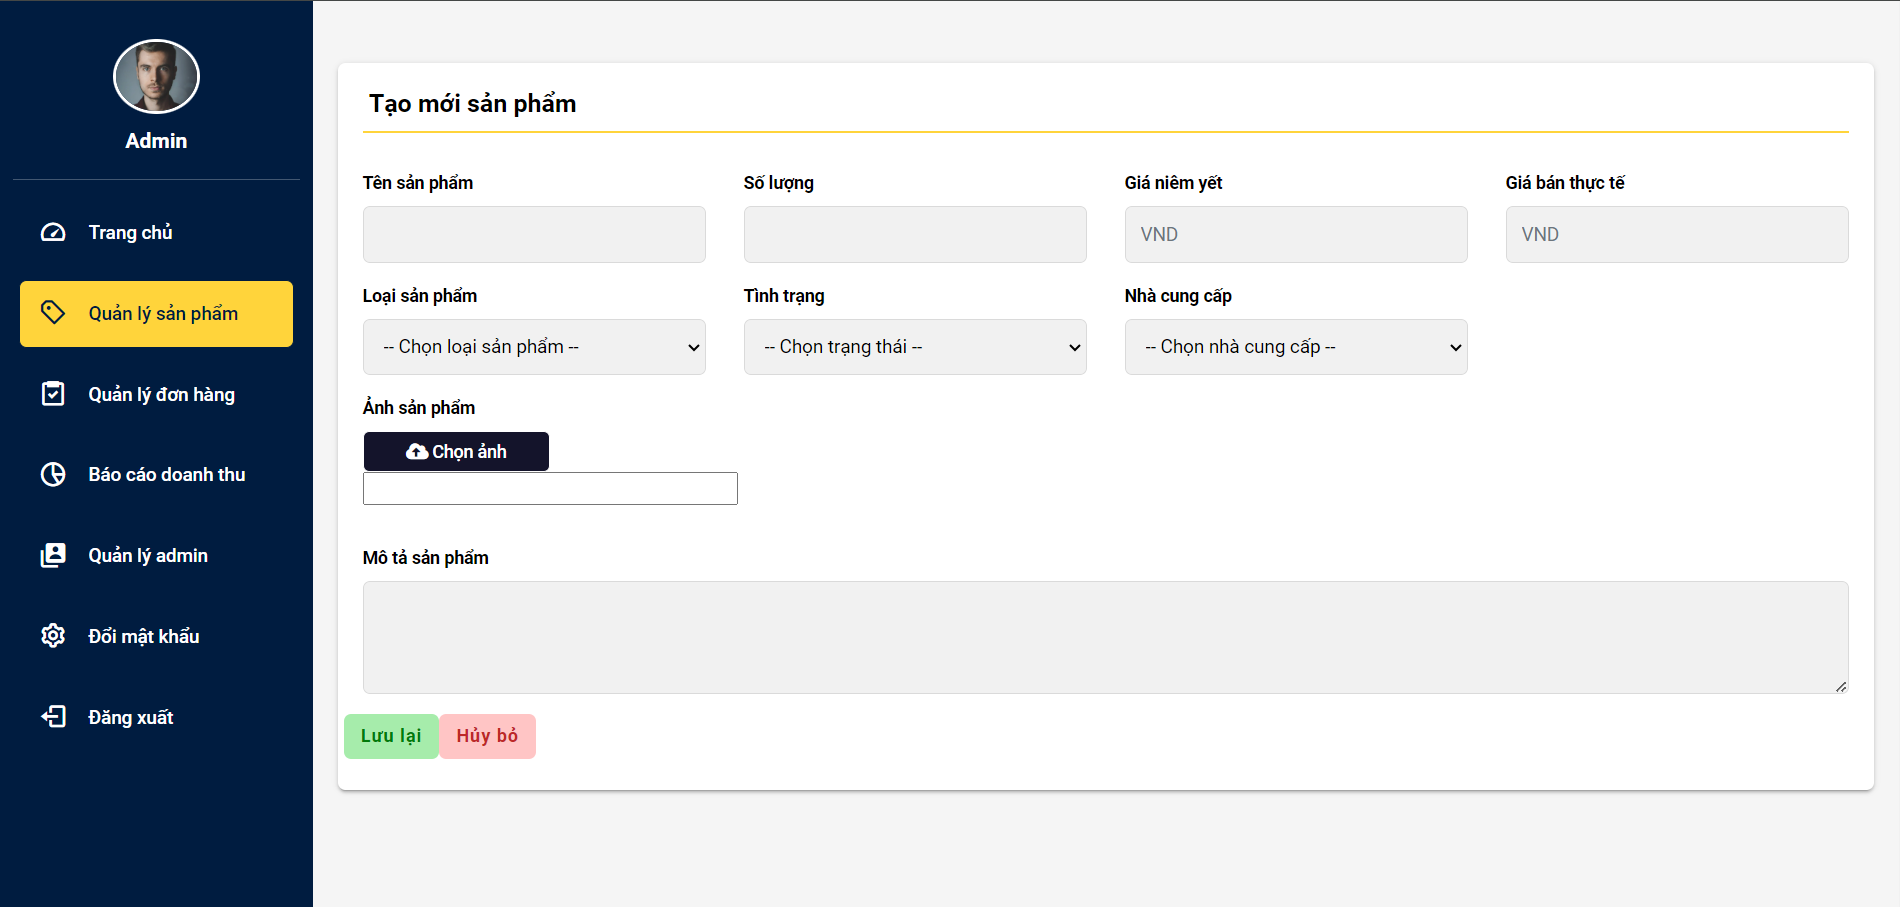 Admin
Trang chủ
Quản lý sản phẩm
Quản lý đơn hàng
Báo cáo doanh thu
Quản lý admin
Đổi mật khẩu
Đăng xuất
Tạo mới sản phẩm
Tên sản phẩm
Số lượng
Giá niêm yết
Giá bán thực tế
VND
VND
Loại sản phẩm
Tình trạng
Nhà cung cấp
-- Chọn loại sản phẩm --
-- Chọn trạng thái --
-- Chọn nhà cung cấp --
Ảnh sản phẩm
Chọn ảnh
Mô tả sản phẩm
Lưu lại
Hủy bỏ